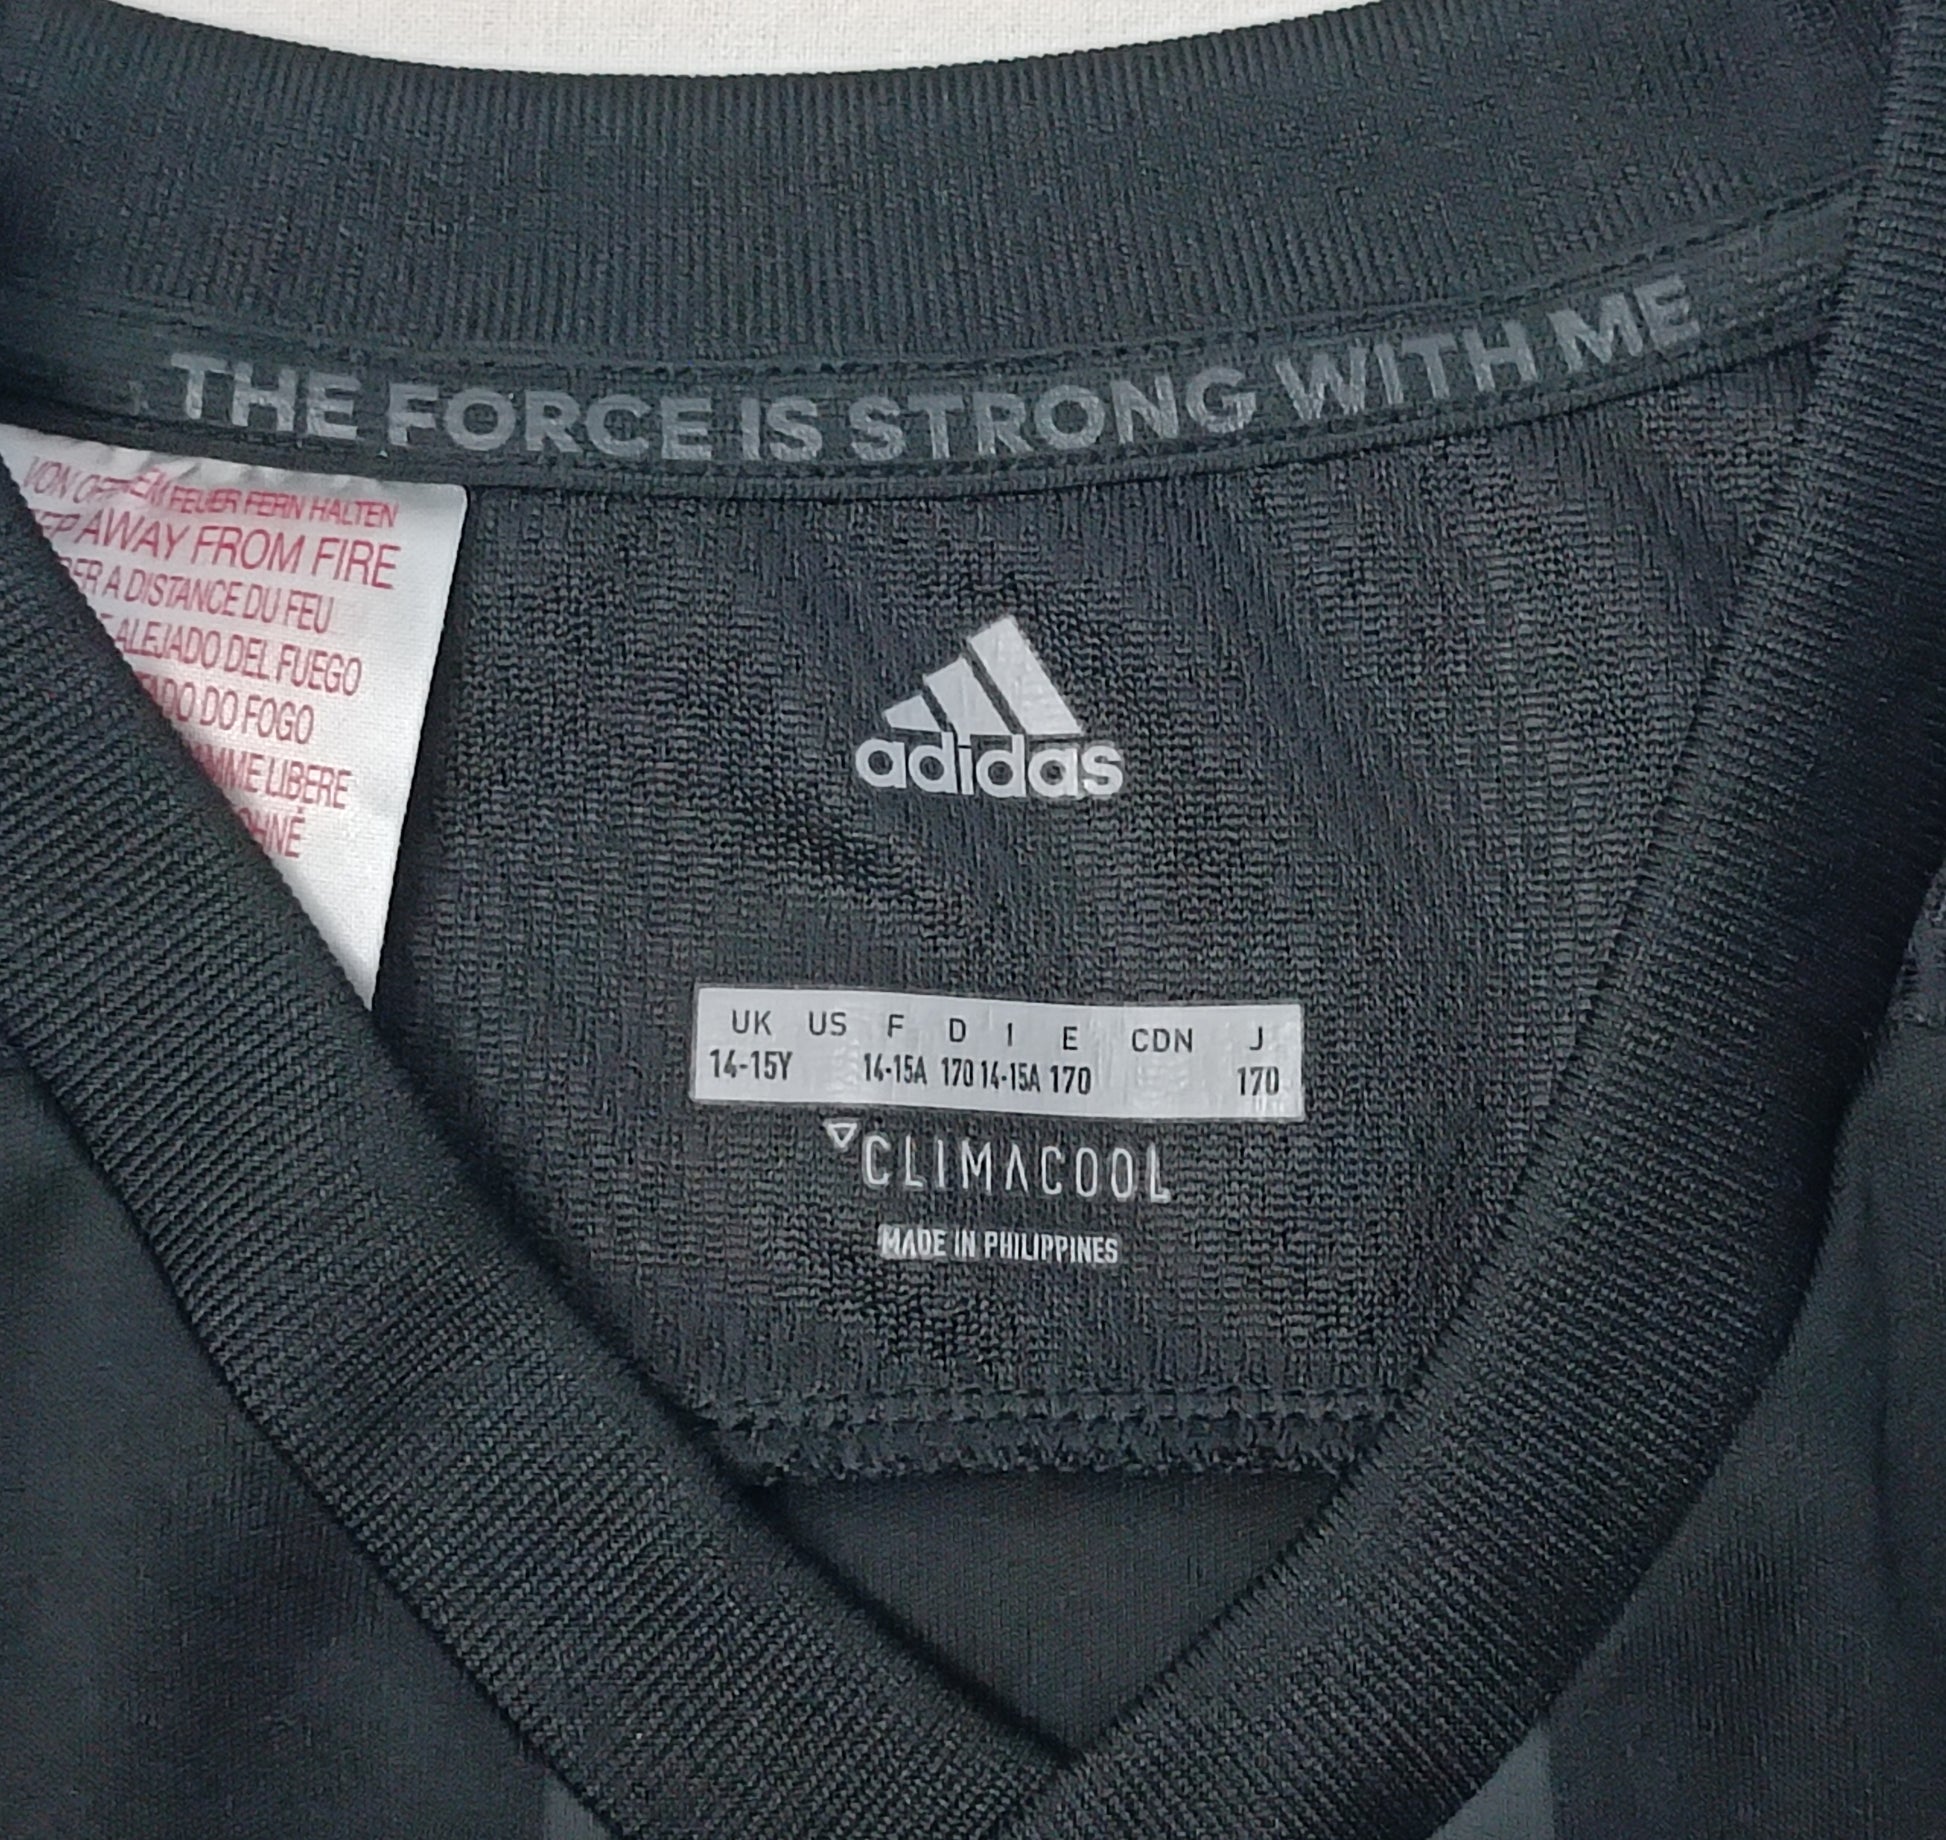 THE FORCE IS STRONG WITH ME
FEUER FERN HALTEN
AWAY FROM FIRE
A DISTANCE DU FEU
ALEJADO DEL FUEGO
DO FOGO
LIBERE
adidas
UK US F D I E CDN J
14-15Y 14-15A 170 14-15A 170 170
CLIMACOOL
MADE IN PHILIPPINES